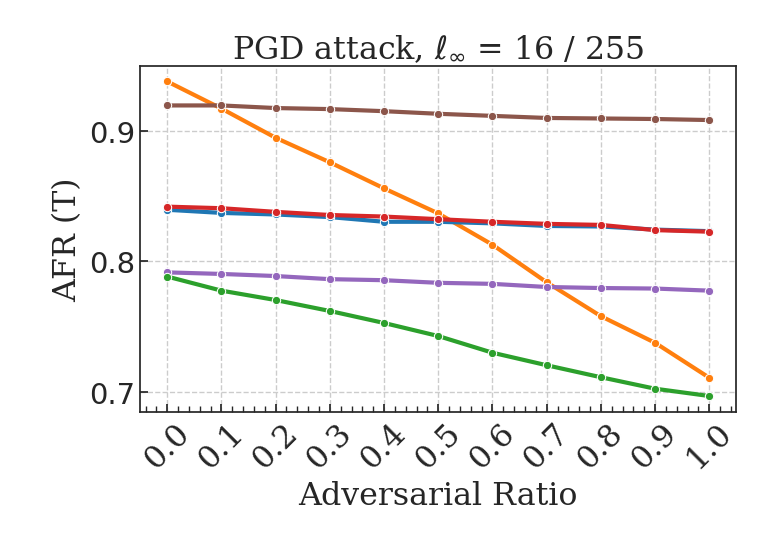 PGD attack, ℓ∞ = 16 / 255
AFR (T)
0.9
0.8
0.7
0.0 0.1 0.2 0.3 0.4 0.5 0.6 0.7 0.8 0.9 1.0
Adversarial Ratio